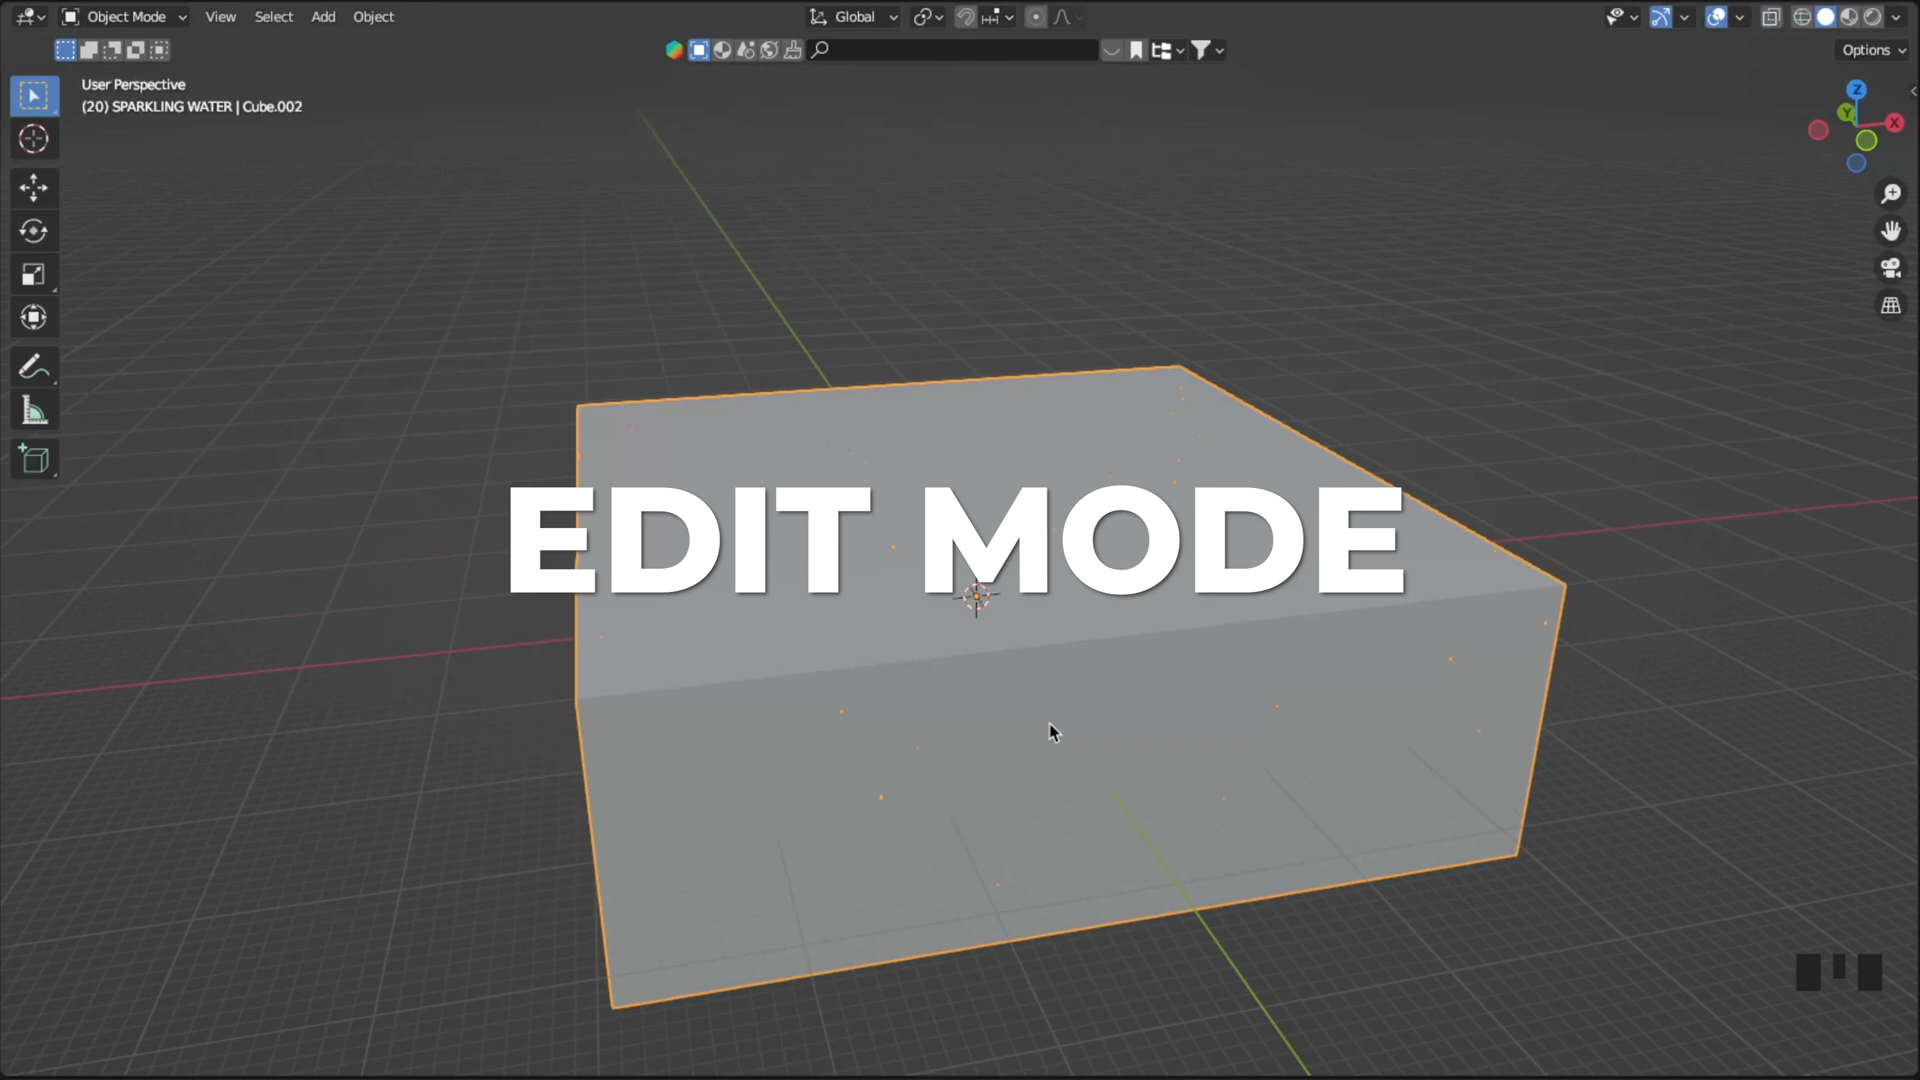 Object Mode View Select Add Object Global
Options
User Perspective
(20) SPARKLING WATER | Cube.002
Z
Y
X
EDIT MODE